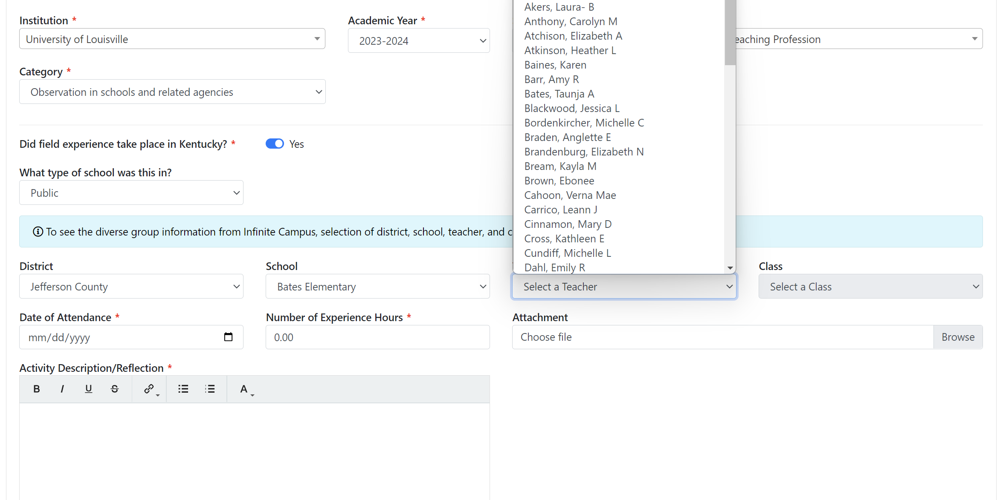 Institution *
University of Louisville
Academic Year *
2023-2024
eaching Profession
Category *
Observation in schools and related agencies
Did field experience take place in Kentucky? *
Yes
What type of school was this in?
Public
To see the diverse group information from Infinite Campus, selection of district, school, teacher, and c
Akers, Laura- B
Anthony, Carolyn M
Atchison, Elizabeth A
Atkinson, Heather L
Baines, Karen
Barr, Amy R
Bates, Taunja A
Blackwood, Jessica L
Bordenkircher, Michelle C
Braden, Anglette E
Brandenburg, Elizabeth N
Bream, Kayla M
Brown, Ebonee
Cahoon, Verna Mae
Carrico, Leann J
Cinnamon, Mary D
Cross, Kathleen E
Cundiff, Michelle L
Dahl, Emily R
District
Jefferson County
School
Bates Elementary
Select a Teacher
Class
Select a Class
Date of Attendance *
mm/dd/yyyy
Number of Experience Hours *
0.00
Attachment
Choose file
Browse
Activity Description/Reflection *
B I U S A